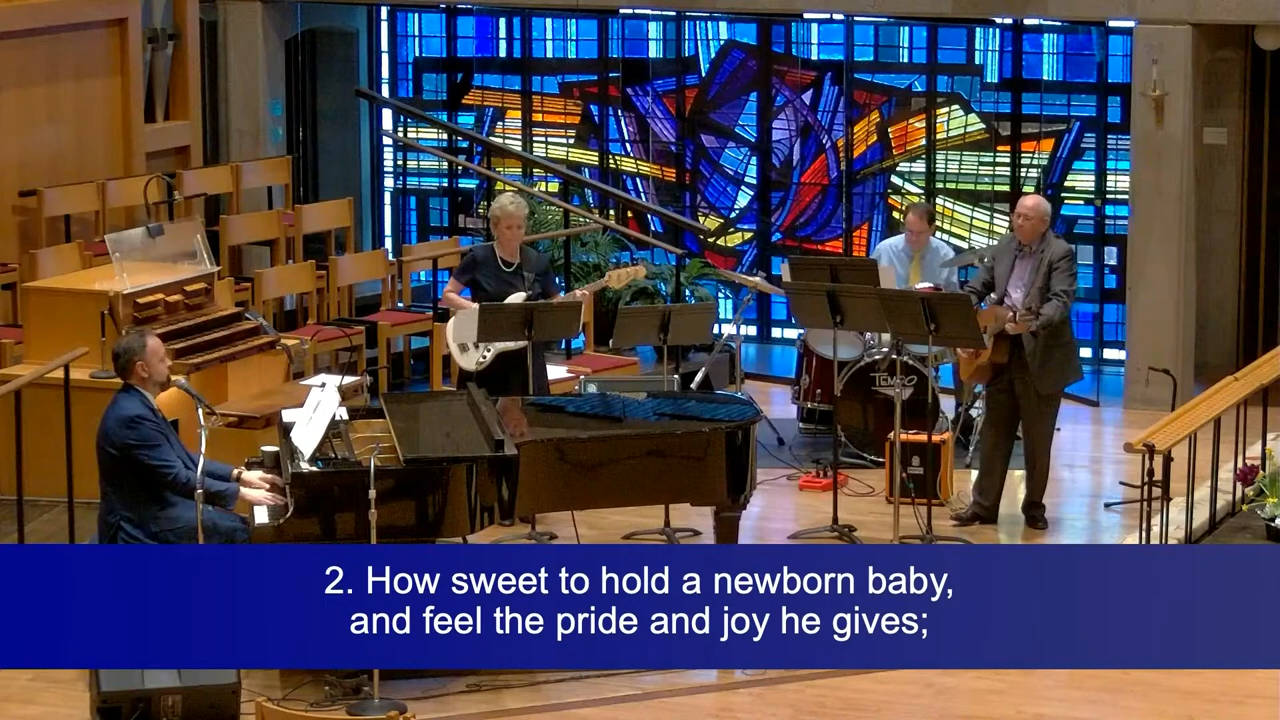 TEMPO
2. How sweet to hold a newborn baby,
and feel the pride and joy he gives;